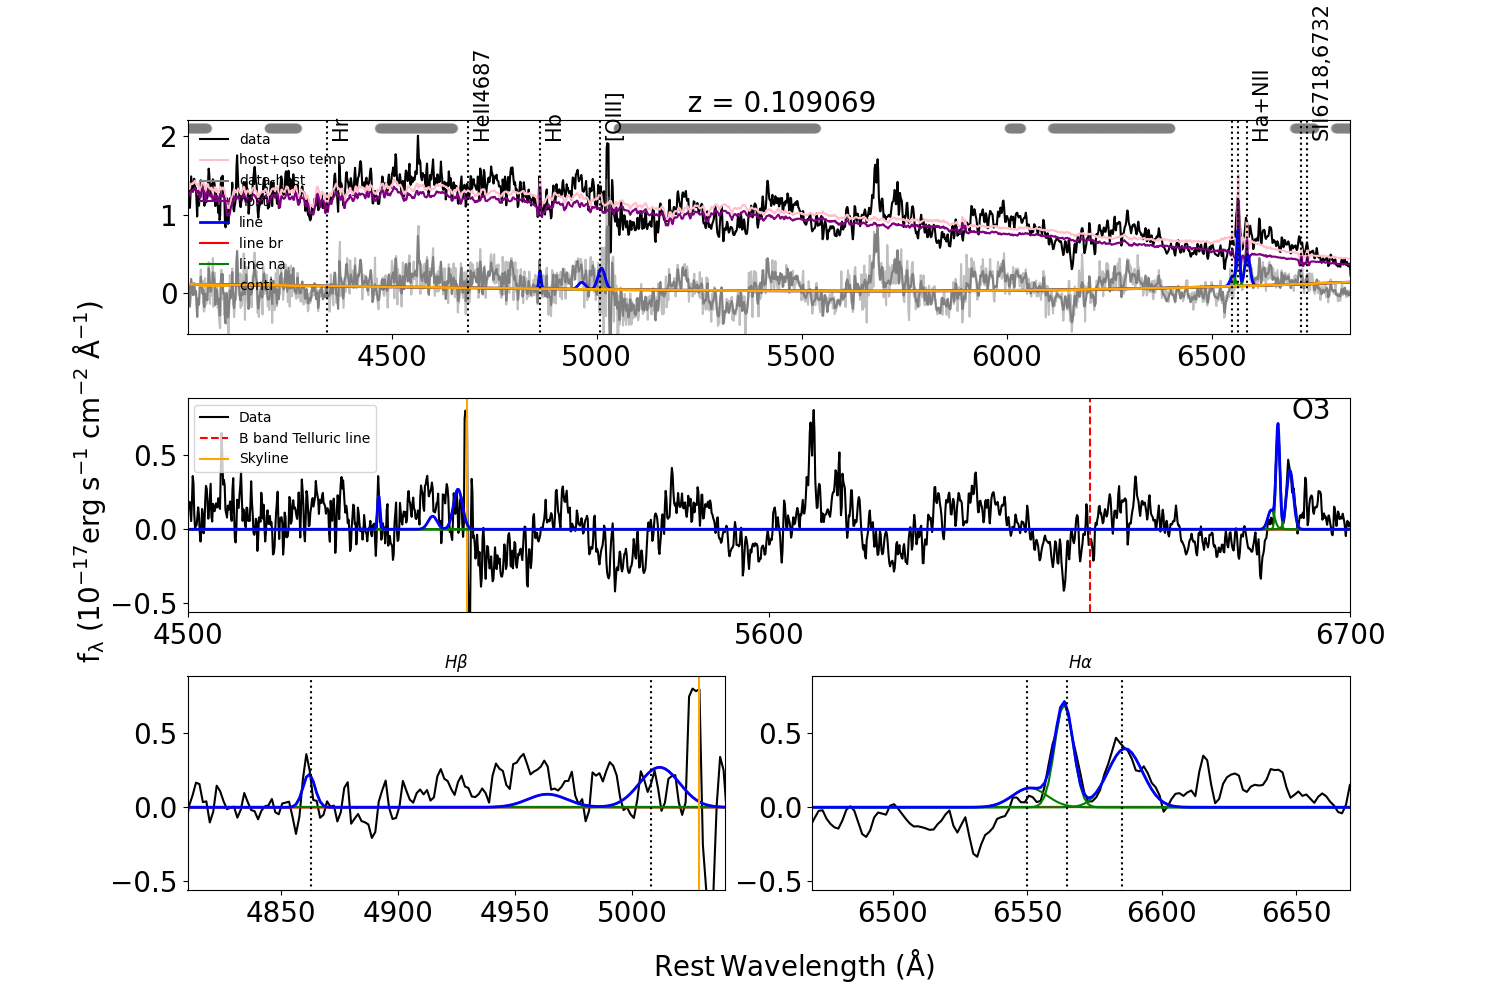 z = 0.109069
Hr
HeII4687
Hb
[OIII]
Ha+NII
SII6718,6732
data
host+qso temp
data-host
host
line
line br
line na
conti
2
1
0
4500 5000 5500 6000 6500
Data
B band Telluric line
Skyline
O3
0.5
0.0
−0.5
4500 5600 6700
fλ (10⁻¹⁷erg s⁻¹ cm⁻² Å⁻¹)
Hβ
0.5
0.0
−0.5
4850 4900 4950 5000
Hα
0.5
0.0
−0.5
6500 6550 6600 6650
Rest Wavelength (Å)